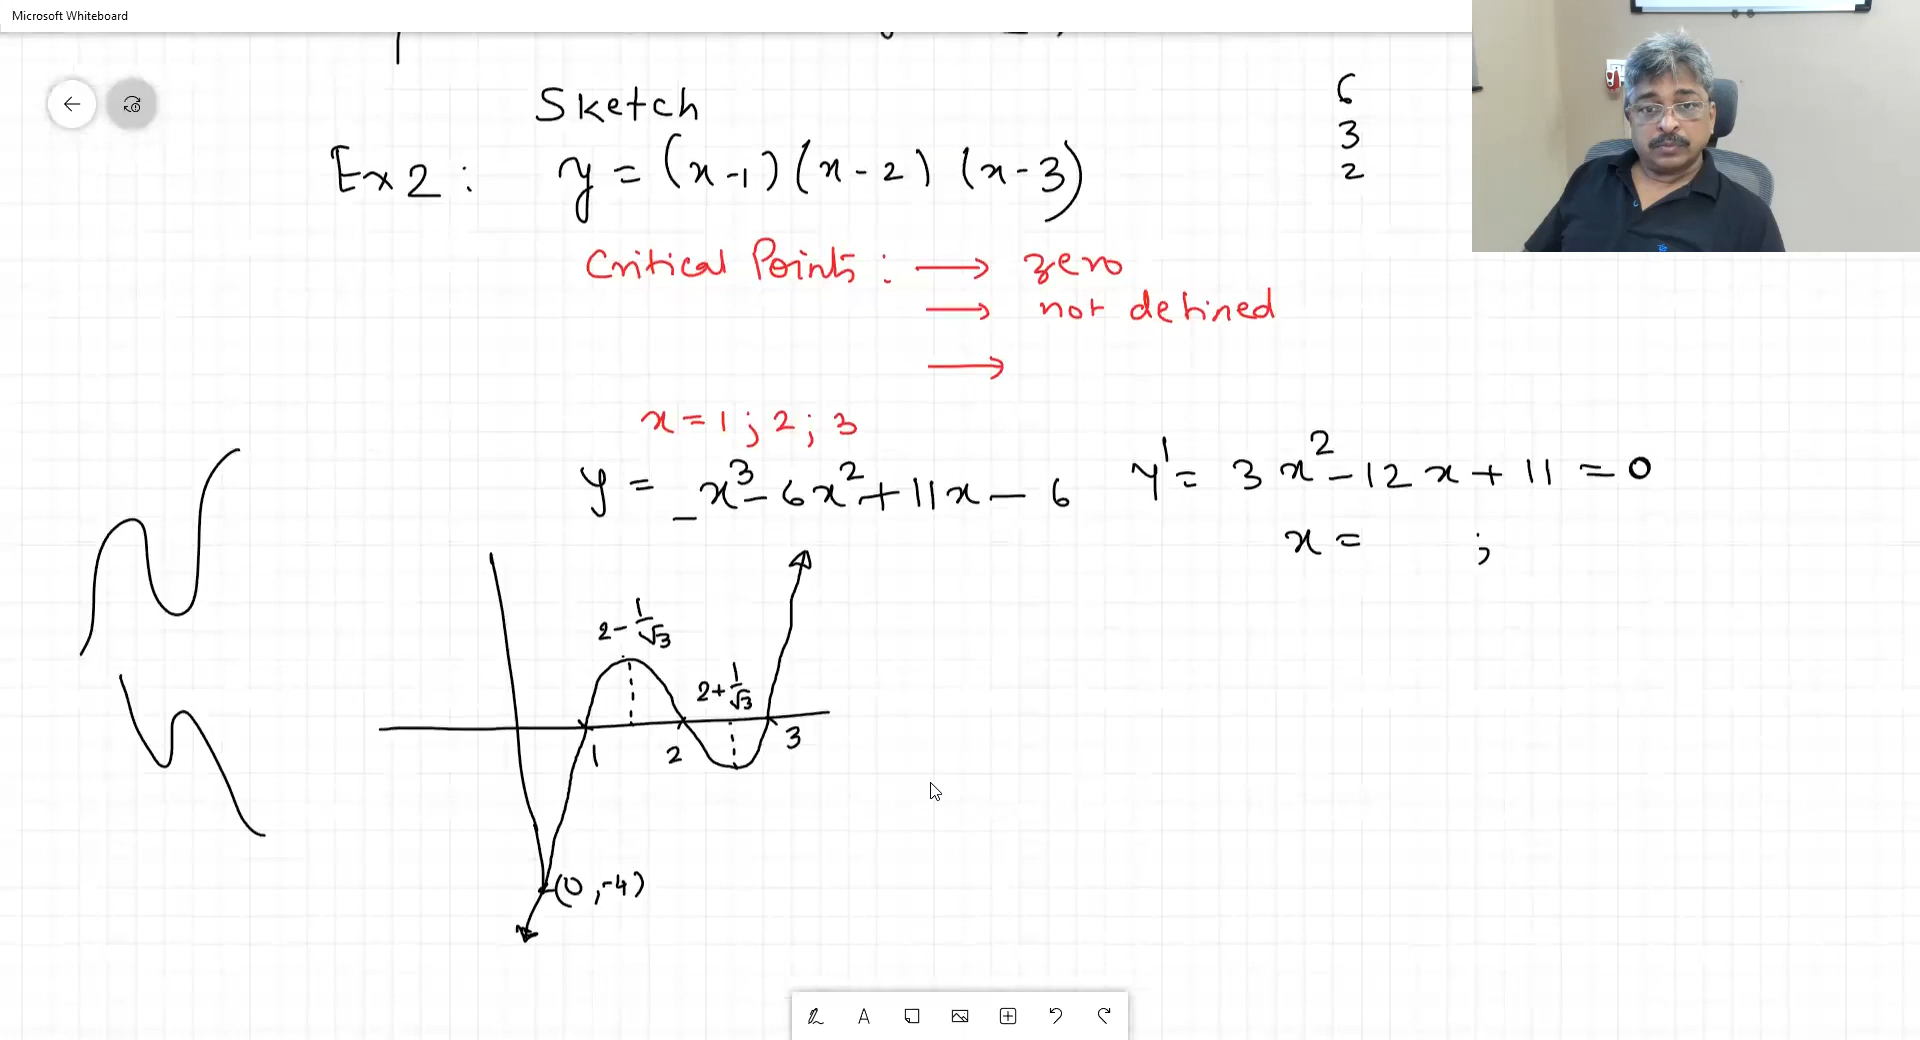 Microsoft Whiteboard
Sketch
Ex 2 : y = (x-1)(x-2)(x-3)
6
3
2
Critical Points : → zero
→ not defined
→
x = 1 ; 2 ; 3
y = x³ - 6x² + 11x - 6
y' = 3x² - 12x + 11 = 0
x = ;
2 - 1/√3
2 + 1/√3
1
2
3
(0, -4)
A